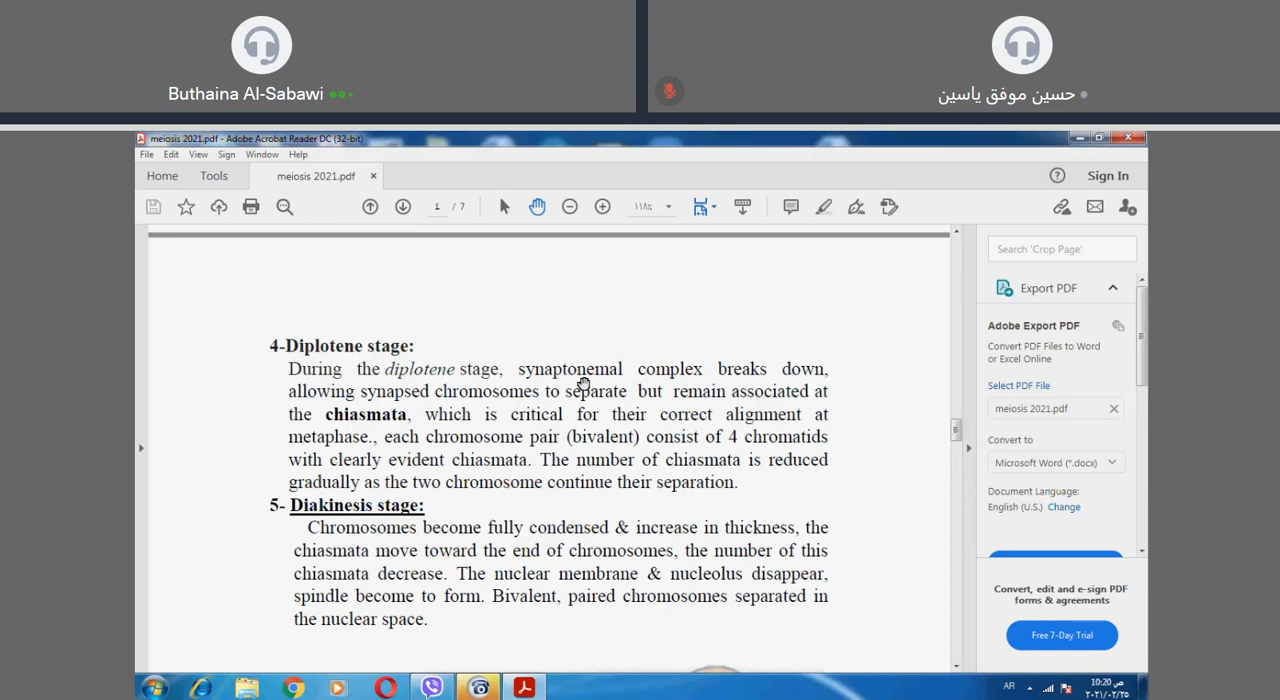 Buthaina Al-Sabawi
حسين موفق ياسين
meiosis 2021.pdf - Adobe Acrobat Reader DC (32-bit)
File Edit View Sign Window Help
Home Tools meiosis 2021.pdf × Sign In
٤ / 7 ١١٨٪
4-Diplotene stage:
During the diplotene stage, synaptonemal complex breaks down,
allowing synapsed chromosomes to separate but remain associated at
the chiasmata, which is critical for their correct alignment at
metaphase., each chromosome pair (bivalent) consist of 4 chromatids
with clearly evident chiasmata. The number of chiasmata is reduced
gradually as the two chromosome continue their separation.
5- Diakinesis stage:
Chromosomes become fully condensed & increase in thickness, the
chiasmata move toward the end of chromosomes, the number of this
chiasmata decrease. The nuclear membrane & nucleolus disappear,
spindle become to form. Bivalent, paired chromosomes separated in
the nuclear space.
Search 'Crop Page'
Export PDF
Adobe Export PDF
Convert PDF Files to Word
or Excel Online
Select PDF File
meiosis 2021.pdf
Convert to
Microsoft Word (*.docx)
Document Language:
English (U.S.) Change
Convert, edit and e-sign PDF
forms & agreements
Free 7-Day Trial
AR
10:20 ص
٢٠٢١/٠٢/٢٥